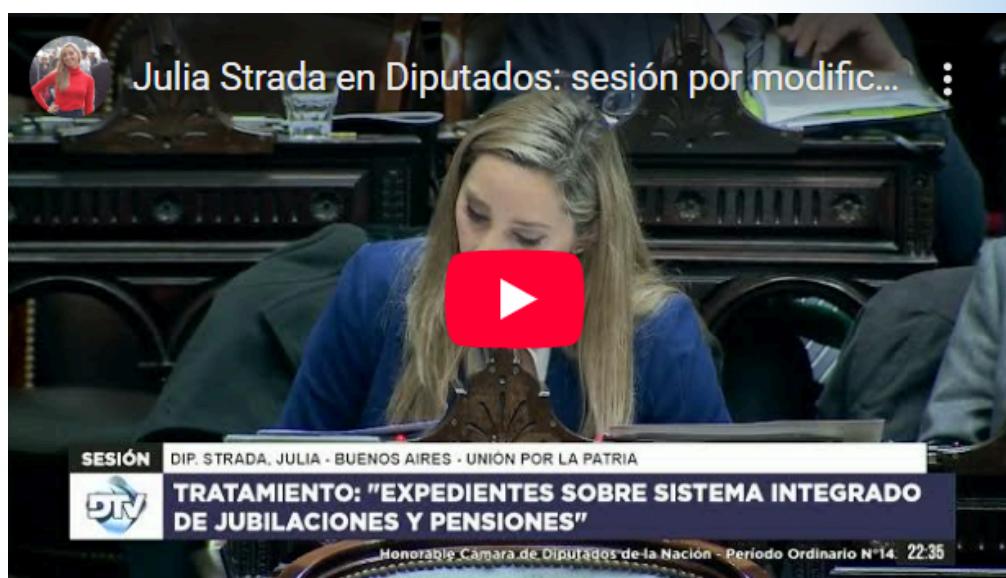 Julia Strada en Diputados: sesión por modific...
SESIÓN DIP. STRADA, JULIA - BUENOS AIRES - UNIÓN POR LA PATRIA
DTV
TRATAMIENTO: "EXPEDIENTES SOBRE SISTEMA INTEGRADO
DE JUBILACIONES Y PENSIONES"
Honorable Cámara de Diputados de la Nación - Período Ordinario N°14. 22:35